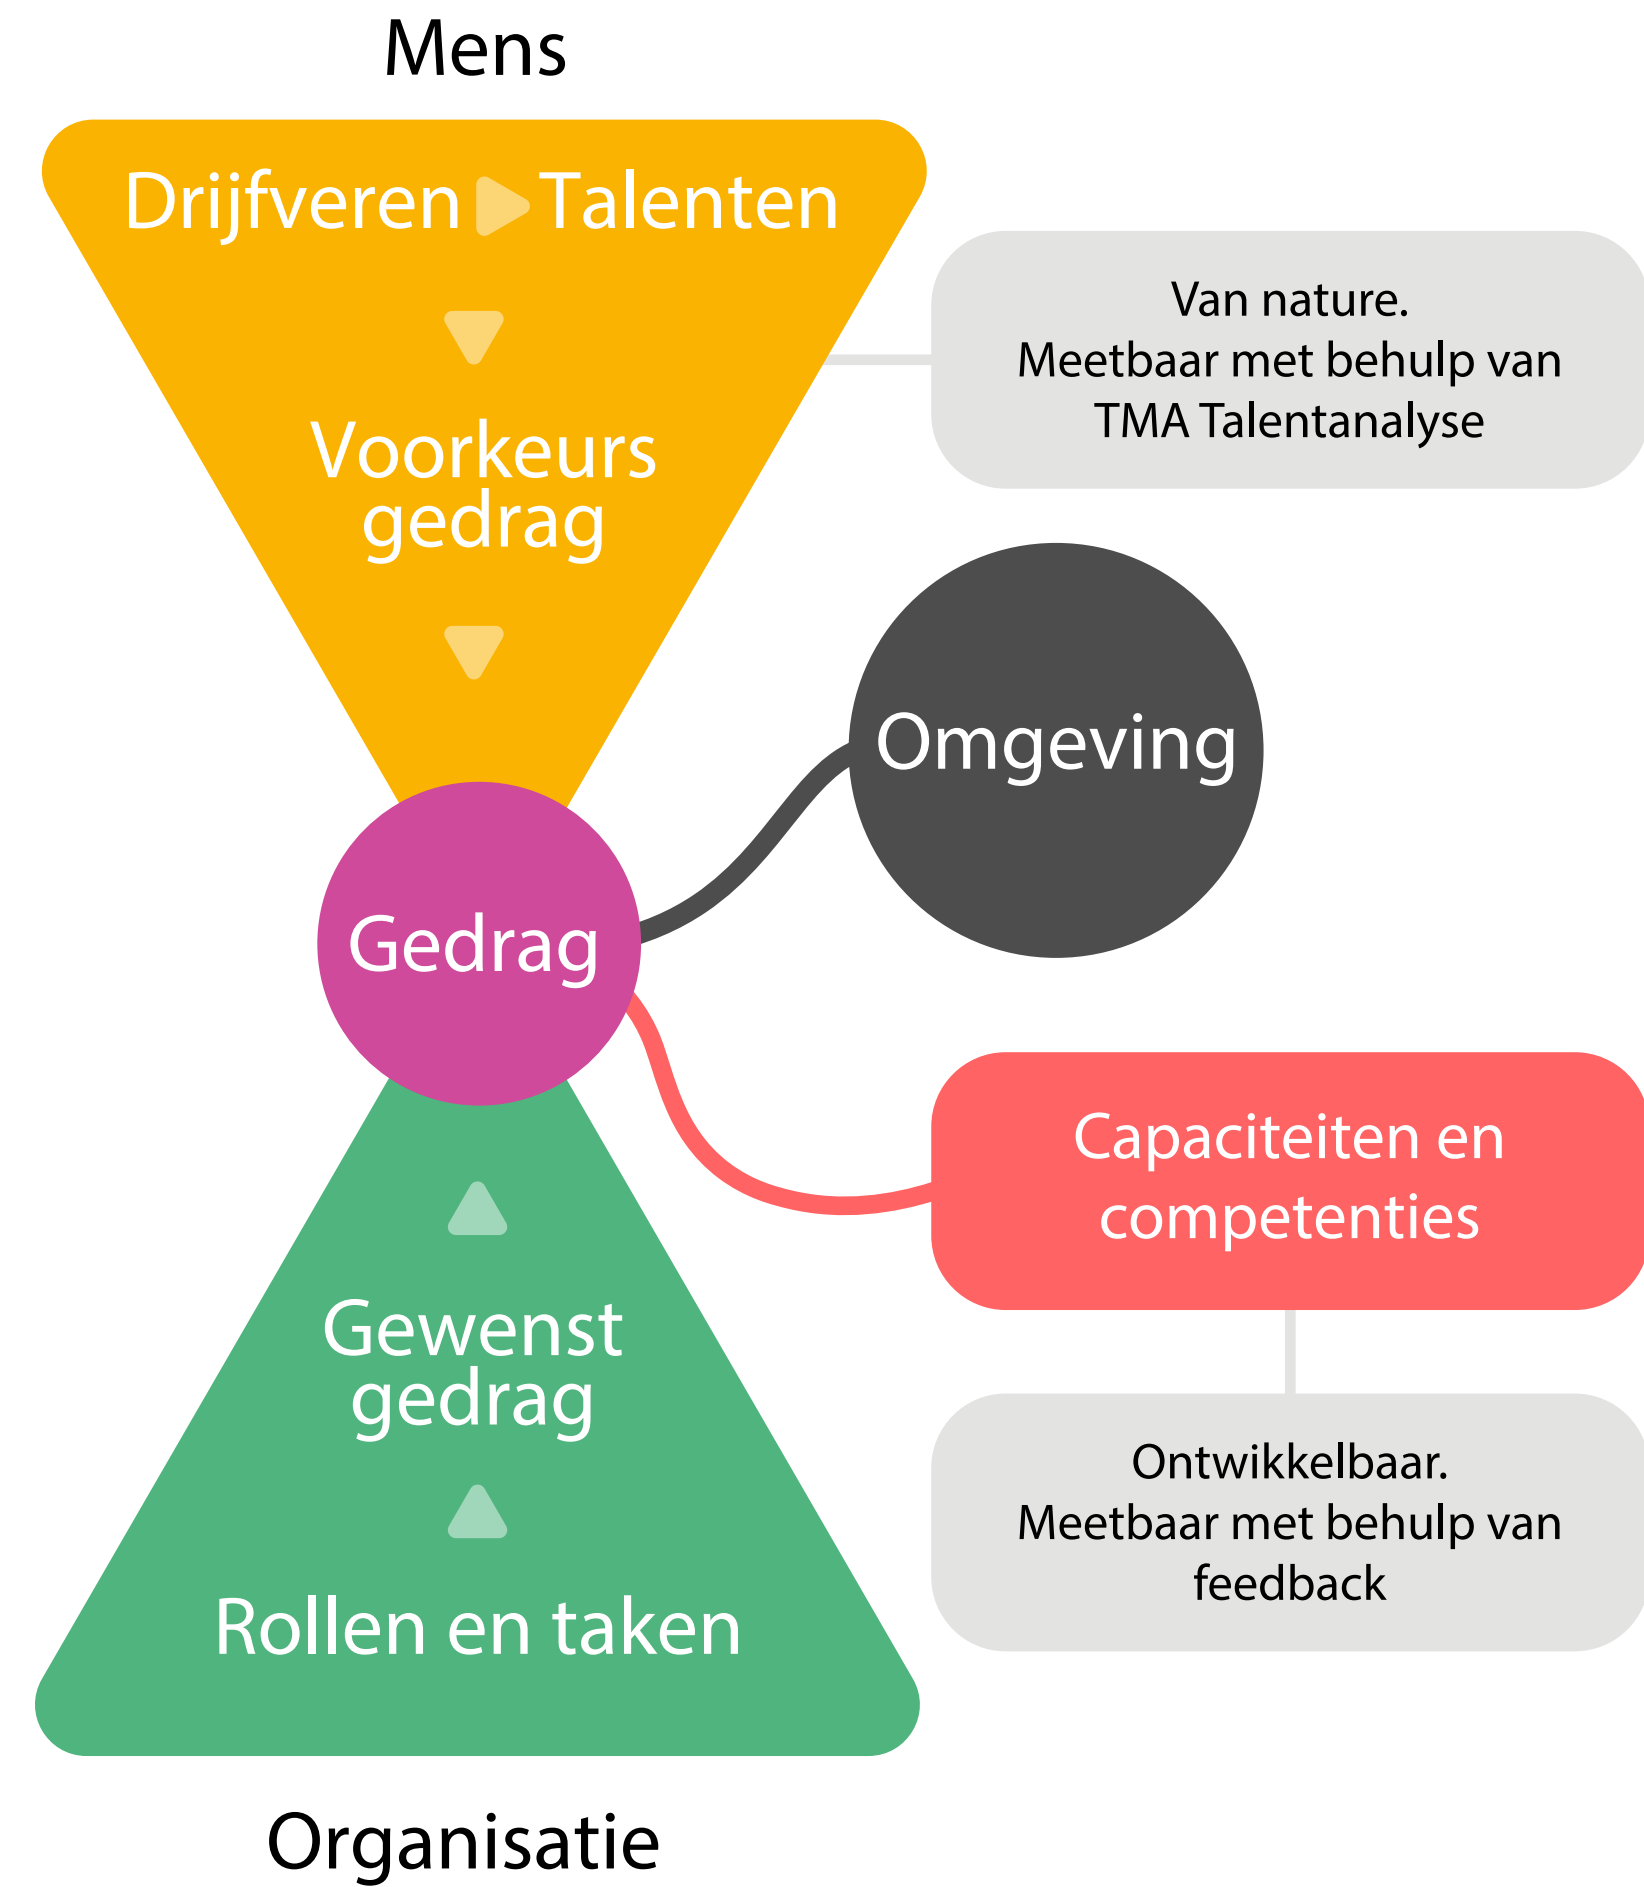 Mens
Drijfveren Talenten
Van nature.
Meetbaar met behulp van
TMA Talentanalyse
Voorkeurs
gedrag
Omgeving
Gedrag
Capaciteiten en
competenties
Gewenst
gedrag
Ontwikkelbaar.
Meetbaar met behulp van
feedback
Rollen en taken
Organisatie